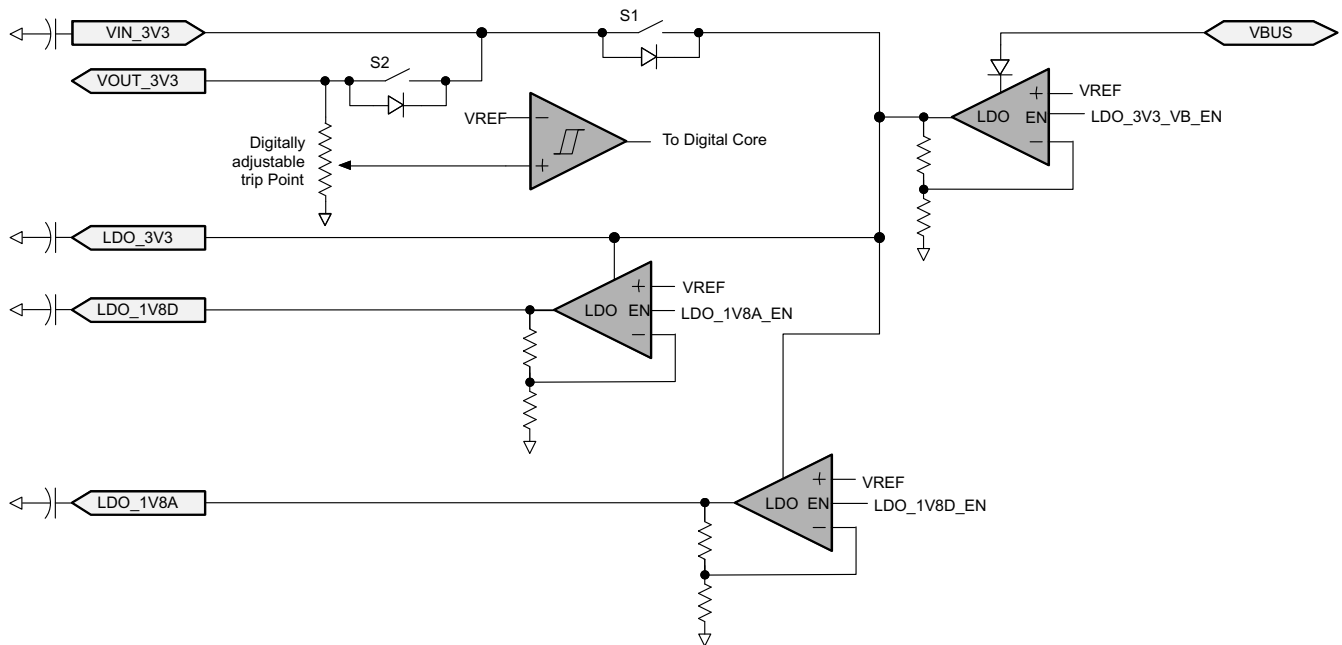 VIN_3V3
S1
VBUS
VOUT_3V3
S2
VREF
LDO
+
EN
−
VREF
LDO_3V3_VB_EN
−
+
To Digital Core
Digitally
adjustable
trip Point
LDO_3V3
LDO_1V8D
LDO
+
EN
−
VREF
LDO_1V8A_EN
LDO_1V8A
LDO
+
EN
−
VREF
LDO_1V8D_EN